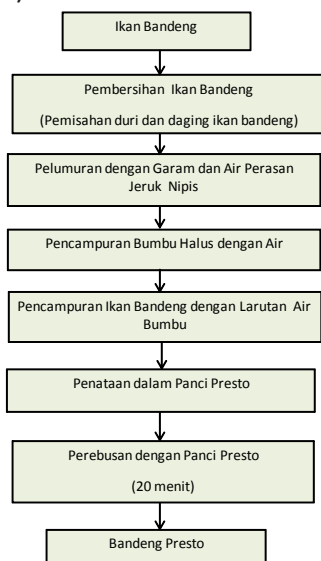 Ikan Bandeng
Pembersihan Ikan Bandeng
(Pemisahan duri dan daging ikan bandeng)
Pelumuran dengan Garam dan Air Perasan
Jeruk Nipis
Pencampuran Bumbu Halus dengan Air
Pencampuran Ikan Bandeng dengan Larutan Air
Bumbu
Penataan dalam Panci Presto
Perebusan dengan Panci Presto
(20 menit)
Bandeng Presto